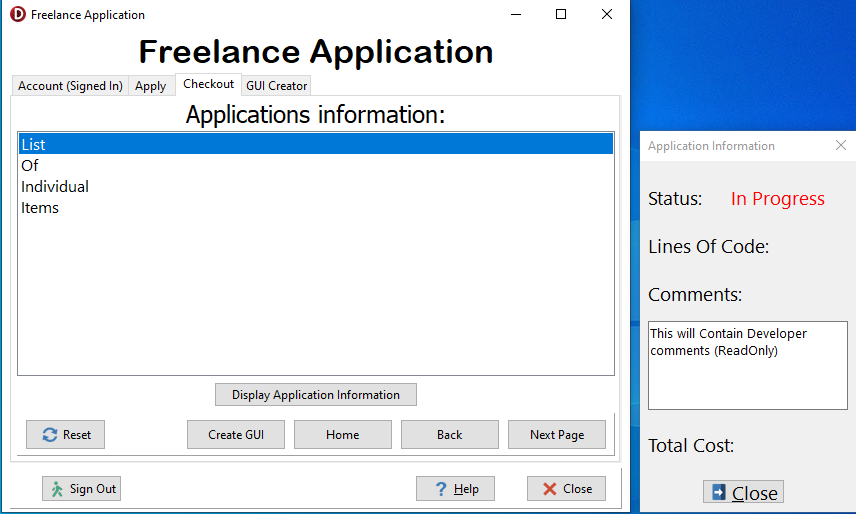 Freelance Application
Freelance Application
Account (Signed In) Apply Checkout GUI Creator
Applications information:
List
Of
Individual
Items
Display Application Information
Reset Create GUI Home Back Next Page
Sign Out Help Close
Application Information
Status: In Progress
Lines Of Code:
Comments:
This will Contain Developer
comments (ReadOnly)
Total Cost:
Close